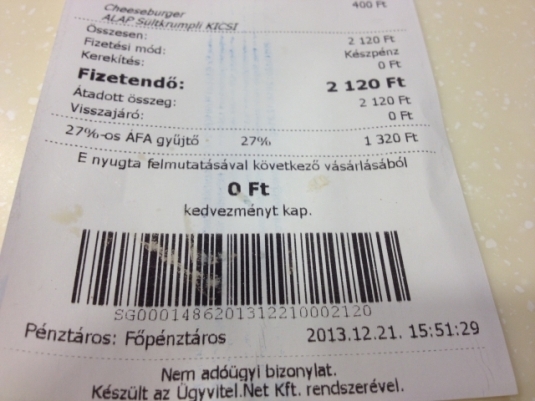 400 Ft
Cheeseburger
ALAP Sültkrumpli KICSI
Összesen: 2 120 Ft
Fizetési mód: Készpénz
Kerekítés: 0 Ft
Fizetendő: 2 120 Ft
Átadott összeg: 2 120 Ft
Visszajáró: 0 Ft
27%-os ÁFA gyűjtő 27% 1 320 Ft
E nyugta felmutatásával következő vásárlásából
0 Ft
kedvezményt kap.
SG0001486201312210002120
Pénztáros: Főpénztáros 2013.12.21. 15:51:29
Nem adóügyi bizonylat.
Készült az Ügyvitel.Net Kft. rendszerével.